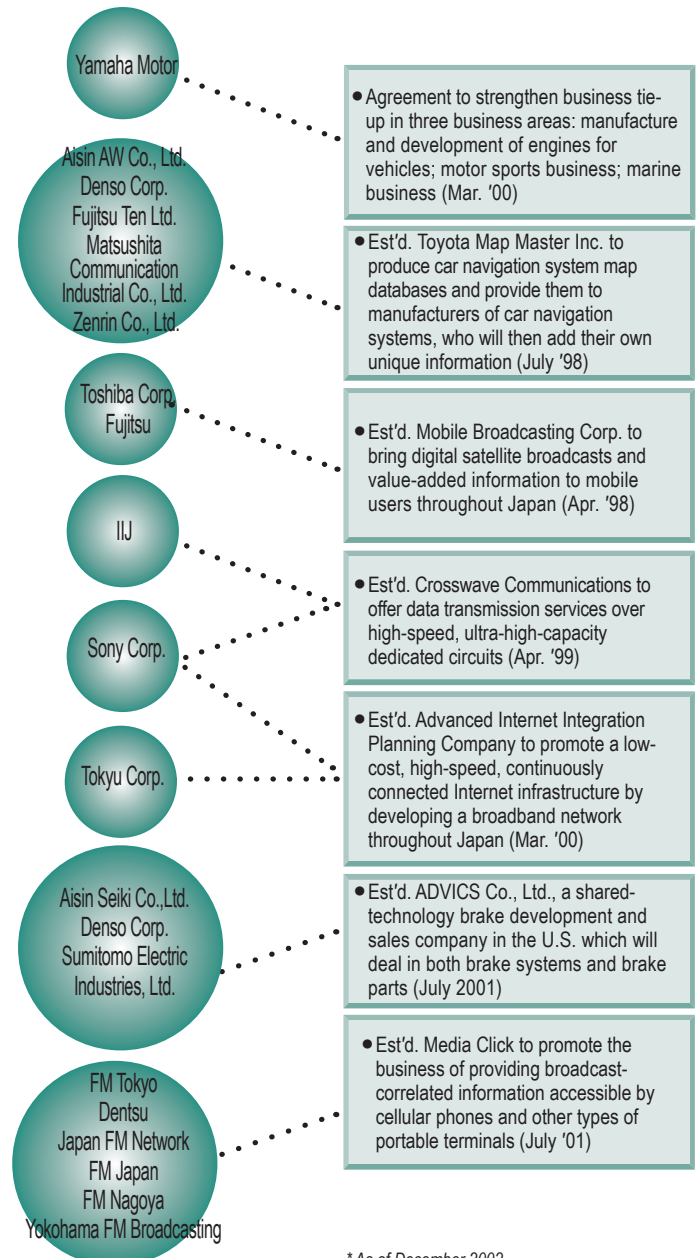 Yamaha Motor
● Agreement to strengthen business tie-
up in three business areas: manufacture
and development of engines for
vehicles; motor sports business; marine
business (Mar. '00)
Aisin AW Co., Ltd.
Denso Corp.
Fujitsu Ten Ltd.
Matsushita
Communication
Industrial Co., Ltd.
Zenrin Co., Ltd.
● Est'd. Toyota Map Master Inc. to
produce car navigation system map
databases and provide them to
manufacturers of car navigation
systems, who will then add their own
unique information (July '98)
Toshiba Corp.
Fujitsu
● Est'd. Mobile Broadcasting Corp. to
bring digital satellite broadcasts and
value-added information to mobile
users throughout Japan (Apr. '98)
IIJ
● Est'd. Crosswave Communications to
offer data transmission services over
high-speed, ultra-high-capacity
dedicated circuits (Apr. '99)
Sony Corp.
Tokyu Corp.
● Est'd. Advanced Internet Integration
Planning Company to promote a low-
cost, high-speed, continuously
connected Internet infrastructure by
developing a broadband network
throughout Japan (Mar. '00)
Aisin Seiki Co.,Ltd.
Denso Corp.
Sumitomo Electric
Industries, Ltd.
● Est'd. ADVICS Co., Ltd., a shared-
technology brake development and
sales company in the U.S. which will
deal in both brake systems and brake
parts (July 2001)
FM Tokyo
Dentsu
Japan FM Network
FM Japan
FM Nagoya
Yokohama FM Broadcasting
● Est'd. Media Click to promote the
business of providing broadcast-
correlated information accessible by
cellular phones and other types of
portable terminals (July '01)
* As of December 2002